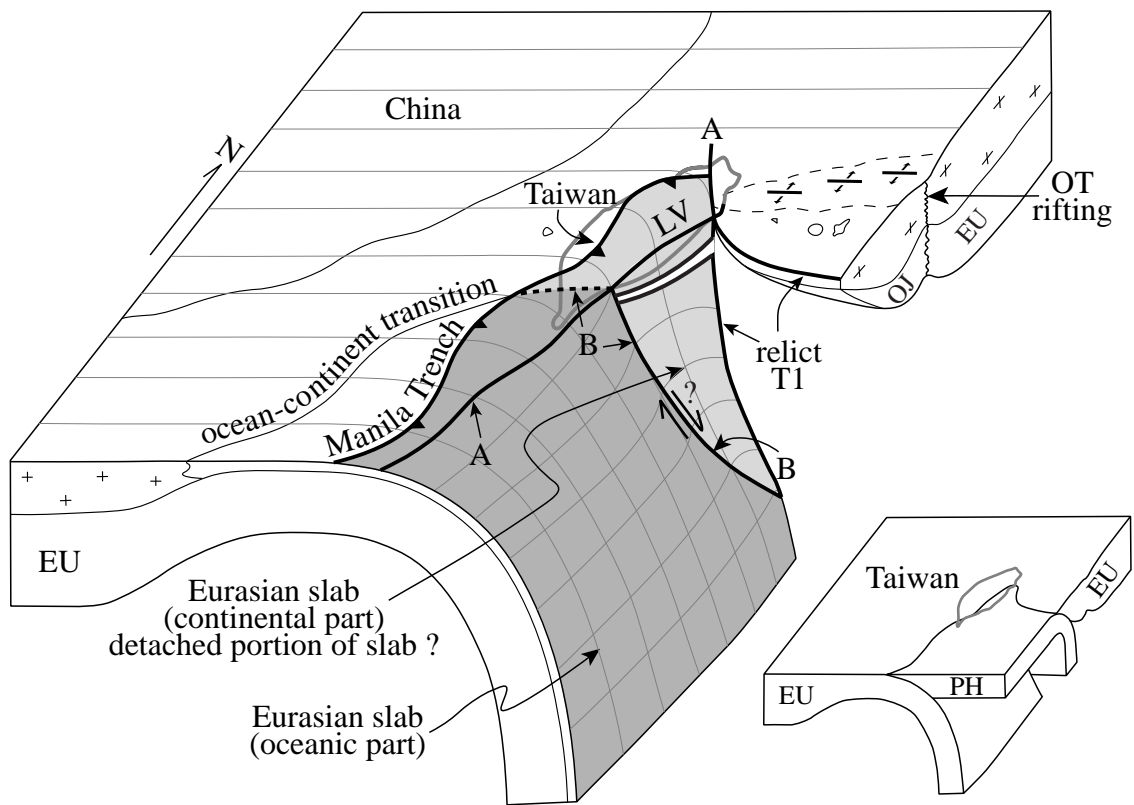 China
N
A
Taiwan
LV
OT
rifting
EU
OJ
ocean-continent transition
Manila Trench
B
relict
T1
?
A
B
EU
Eurasian slab
(continental part)
detached portion of slab ?
Eurasian slab
(oceanic part)
Taiwan
EU
EU
PH